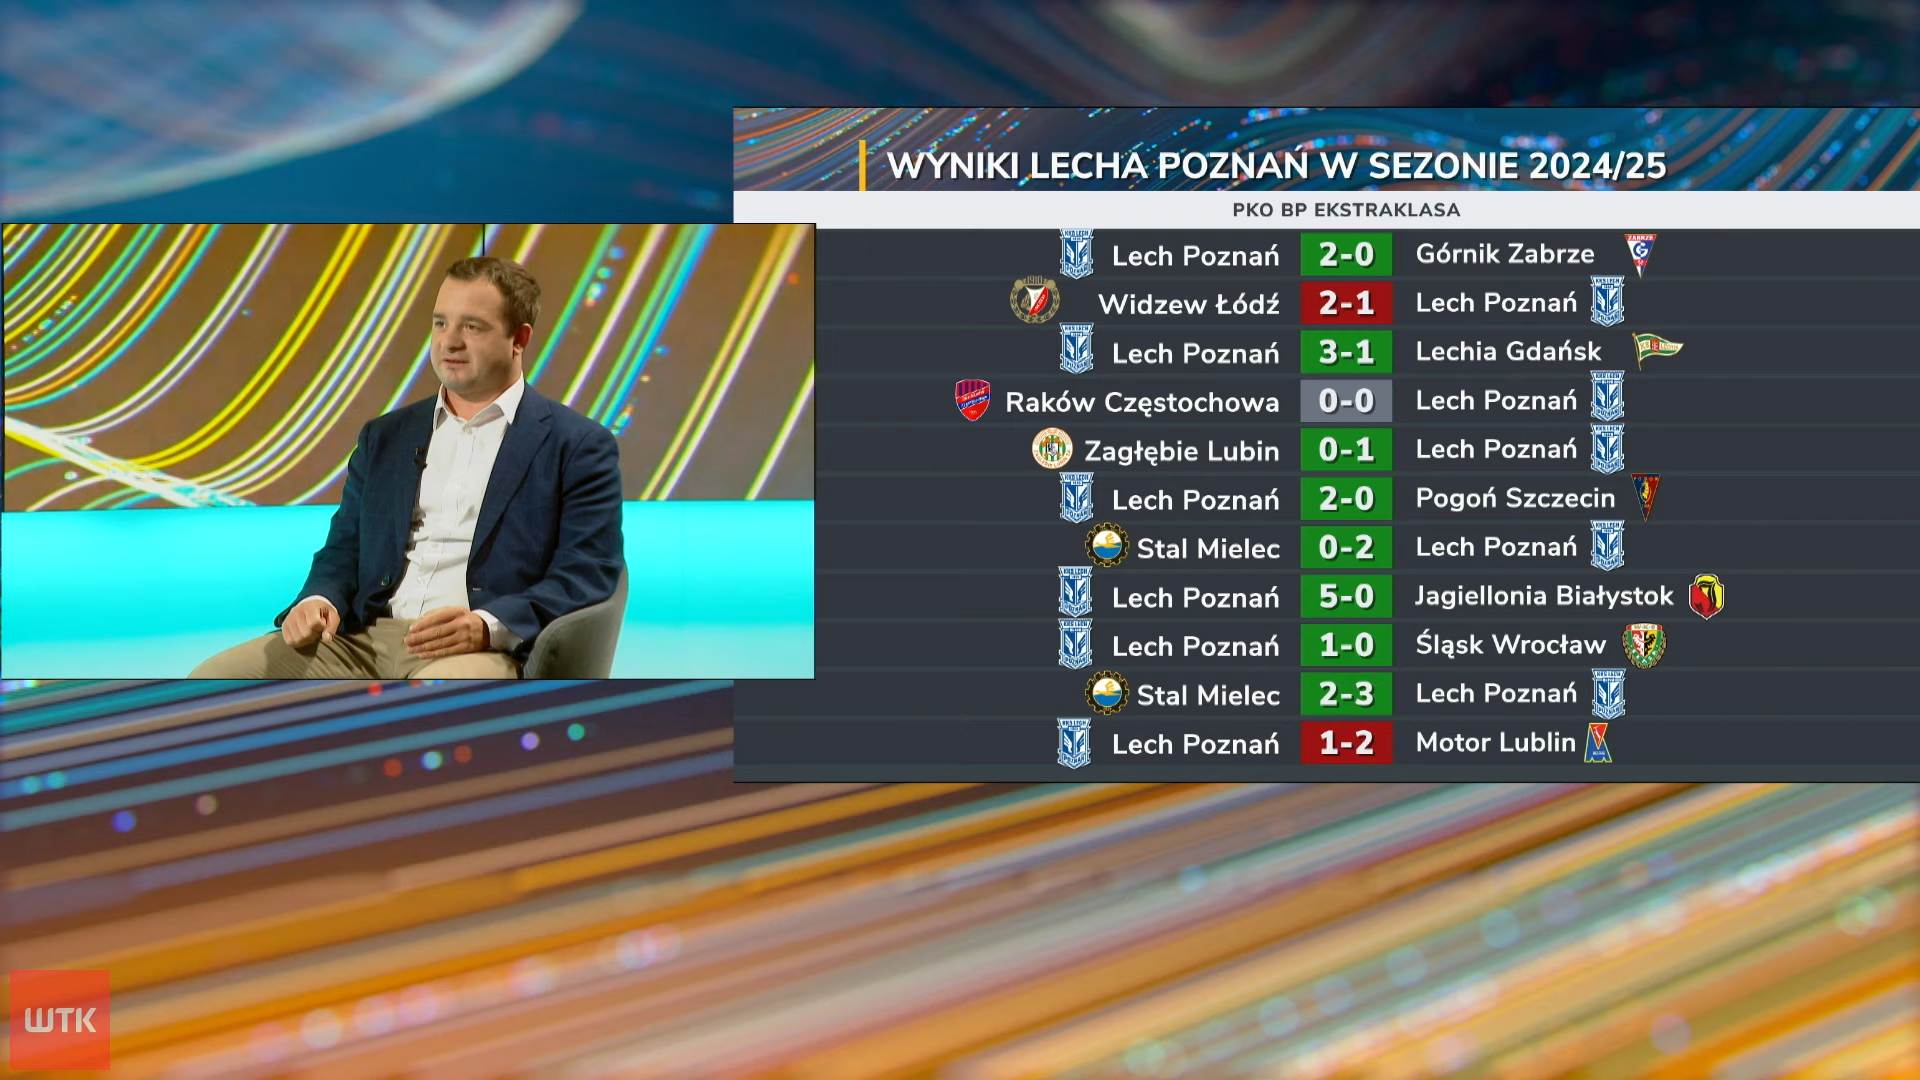 WYNIKI LECHA POZNAŃ W SEZONIE 2024/25
PKO BP EKSTRAKLASA
Lech Poznań 2-0 Górnik Zabrze
Widzew Łódź 2-1 Lech Poznań
Lech Poznań 3-1 Lechia Gdańsk
Raków Częstochowa 0-0 Lech Poznań
Zagłębie Lubin 0-1 Lech Poznań
Lech Poznań 2-0 Pogoń Szczecin
Stal Mielec 0-2 Lech Poznań
Lech Poznań 5-0 Jagiellonia Białystok
Lech Poznań 1-0 Śląsk Wrocław
Stal Mielec 2-3 Lech Poznań
Lech Poznań 1-2 Motor Lublin
WTK